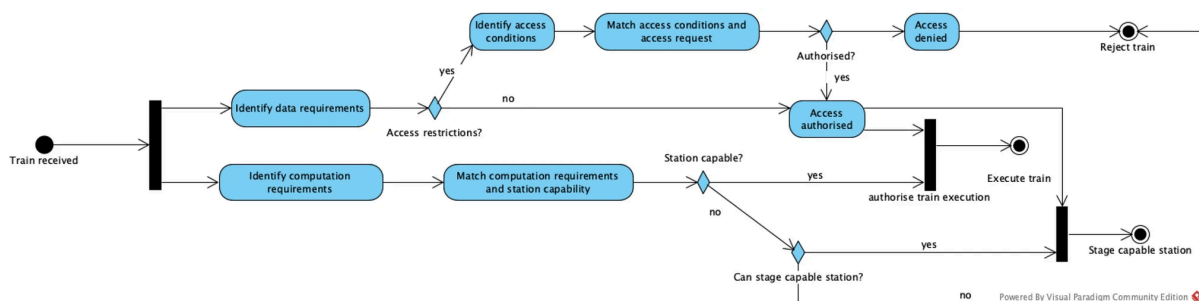 Identify access
conditions
Match access conditions and
access request
Access
denied
Reject train
Authorised?
yes
yes
Identify data requirements
no
Access
authorised
Access restrictions?
Train received
Station capable?
Identify computation
requirements
Match computation requirements
and station capability
yes
authorise train execution
Execute train
no
yes
Stage capable station
Can stage capable station?
no
Powered By Visual Paradigm Community Edition